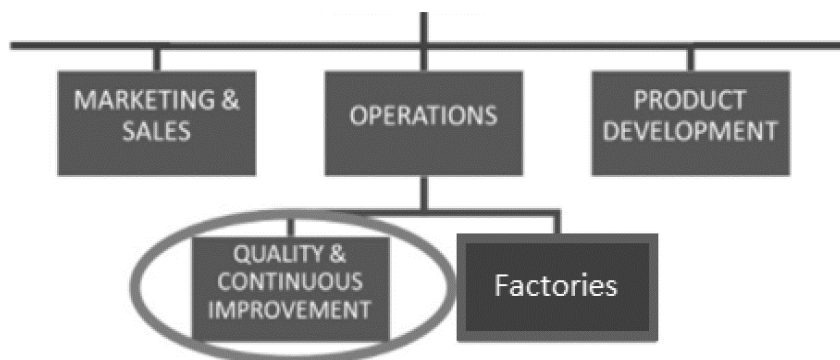 MARKETING &
SALES
OPERATIONS
PRODUCT
DEVELOPMENT
QUALITY &
CONTINUOUS
IMPROVEMENT
Factories